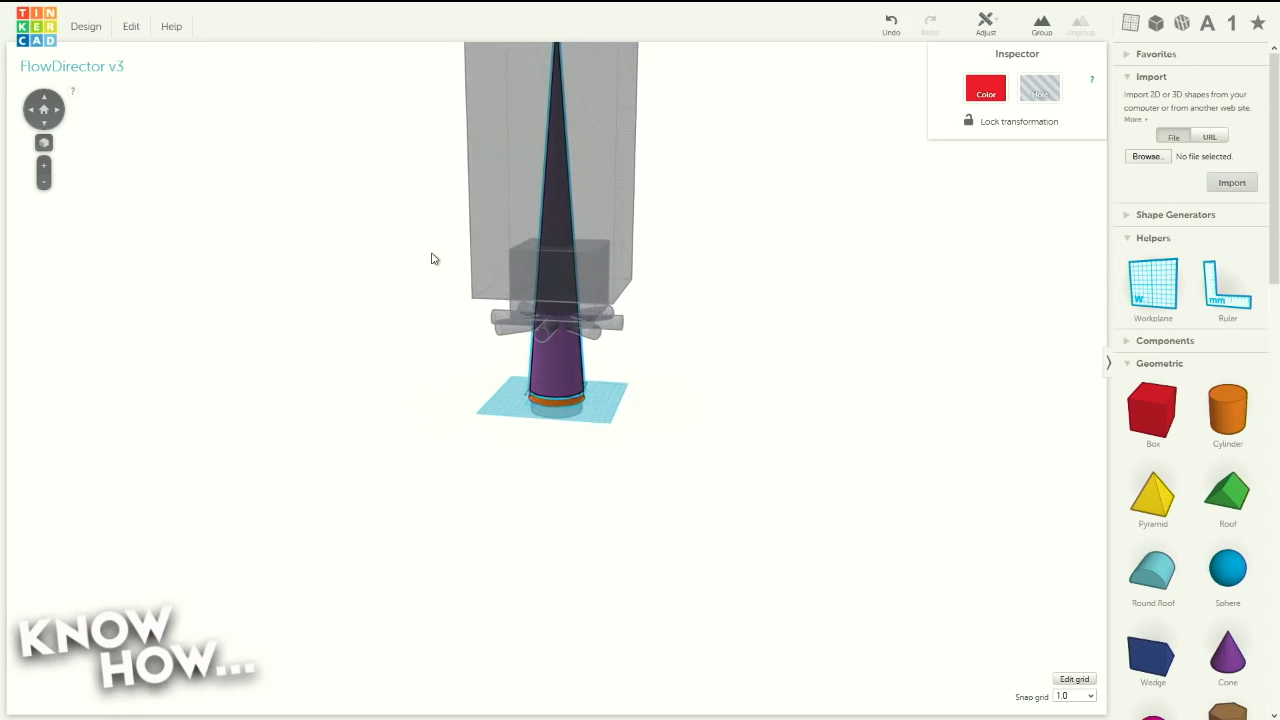 TIN
KER
CAD
Design
Edit
Help
Undo
Redo
Adjust
Group
Ungroup
A
1
FlowDirector v3
?
+
-
Inspector
Color
Hole
?
Lock transformation
Favorites
Import
Import 2D or 3D shapes from your
computer or from another web site.
More
File
URL
Browse...
No file selected.
Import
Shape Generators
Helpers
W
mm
Workplane
Ruler
Components
Geometric
Box
Cylinder
Pyramid
Roof
Round Roof
Sphere
Wedge
Cone
Edit grid
Snap grid
1.0
KNOW
HOW...